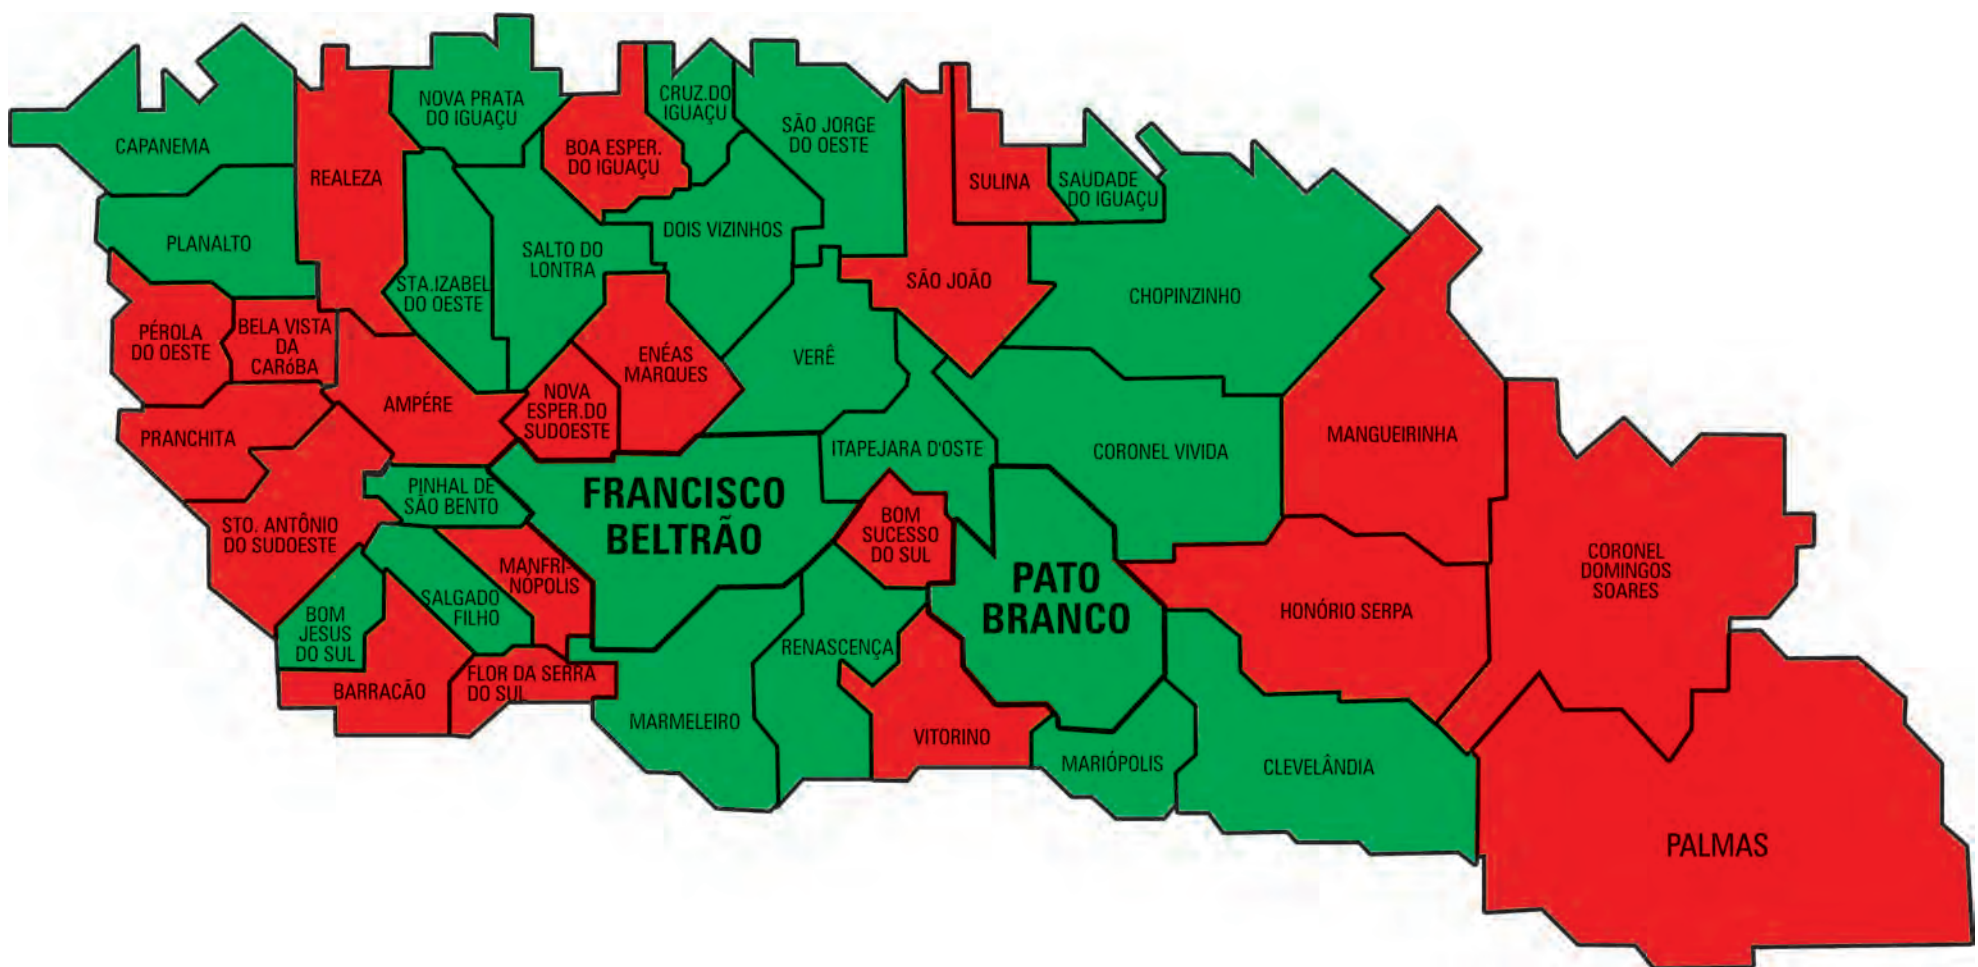 CAPANEMA
REALEZA
NOVA PRATA
DO IGUAÇU
BOA ESPER.
DO IGUAÇU
CRUZ.DO
IGUAÇU
SÃO JORGE
DO OESTE
SULINA
SAUDADE
DO IGUAÇU
PLANALTO
STA.IZABEL
DO OESTE
SALTO DO
LONTRA
DOIS VIZINHOS
SÃO JOÃO
CHOPINZINHO
PÉROLA
DO OESTE
BELA VISTA
DA
CARóBA
ENÉAS
MARQUES
VERÊ
AMPÉRE
NOVA
ESPER.DO
SUDOESTE
PRANCHITA
ITAPEJARA D'OSTE
CORONEL VIVIDA
MANGUEIRINHA
PINHAL DE
SÃO BENTO
FRANCISCO
BELTRÃO
STO. ANTÔNIO
DO SUDOESTE
BOM
SUCESSO
DO SUL
MANFRI-
NÓPOLIS
PATO
BRANCO
CORONEL
DOMINGOS
SOARES
HONÓRIO SERPA
SALGADO
FILHO
BOM
JESUS
DO SUL
RENASCENÇA
BARRACÃO
FLOR DA SERRA
DO SUL
MARMELEIRO
VITORINO
MARIÓPOLIS
CLEVELÂNDIA
PALMAS